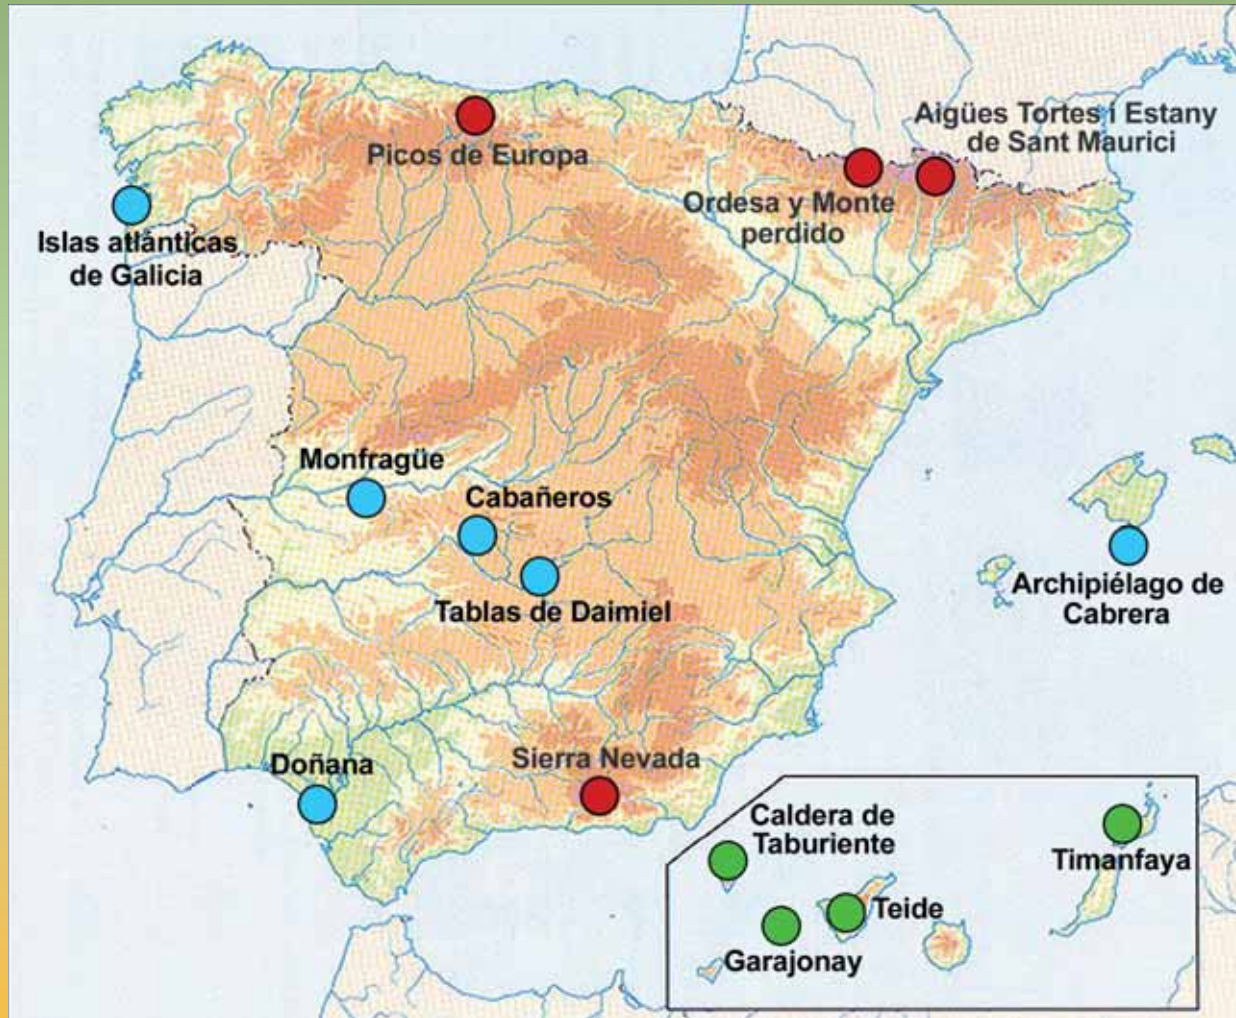 Aigües Tortes i Estany
de Sant Maurici
Picos de Europa
Ordesa y Monte
perdido
Islas atlánticas
de Galicia
Monfragüe
Cabañeros
Tablas de Daimiel
Archipiélago de
Cabrera
Doñana
Sierra Nevada
Caldera de
Taburiente
Timanfaya
Teide
Garajonay